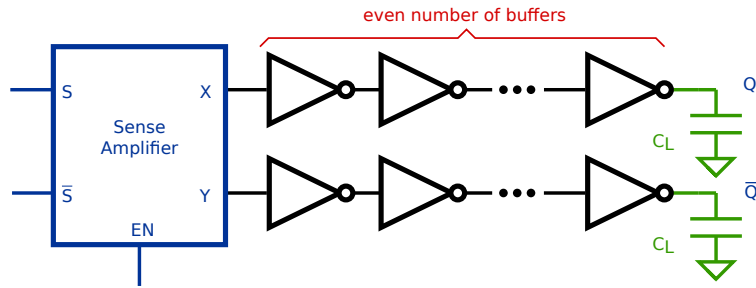 even number of buffers
S
X
Q
Sense
Amplifier
C_L
S̅
Y
Q̅
EN
C_L